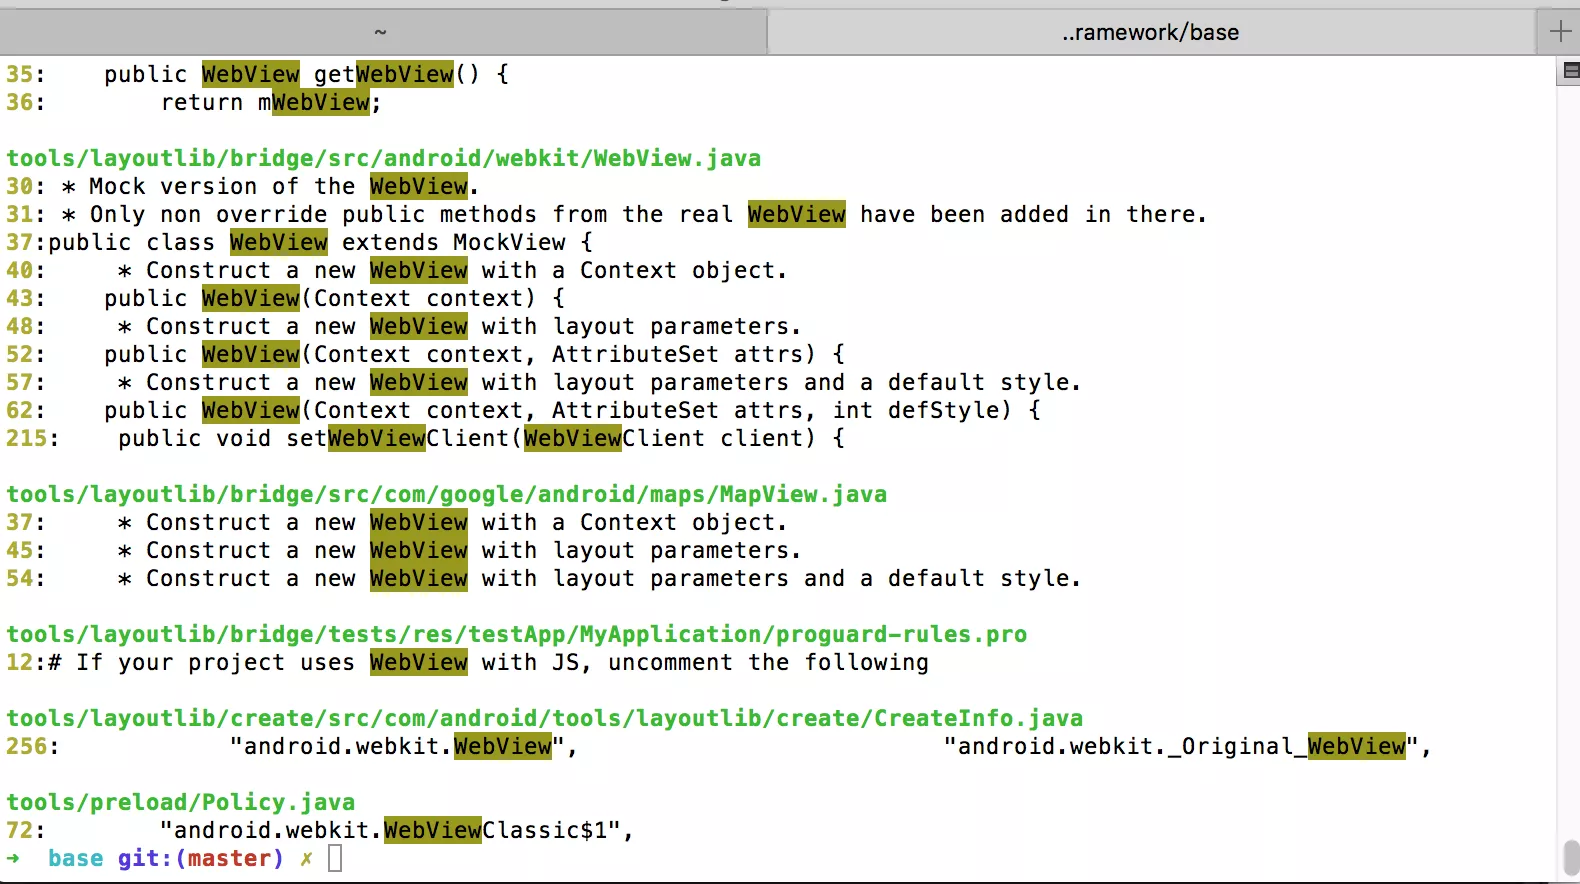 ~
..ramework/base
35:    public WebView getWebView() {
36:        return mWebView;
tools/layoutlib/bridge/src/android/webkit/WebView.java
30: * Mock version of the WebView.
31: * Only non override public methods from the real WebView have been added in there.
37:public class WebView extends MockView {
40:     * Construct a new WebView with a Context object.
43:    public WebView(Context context) {
48:     * Construct a new WebView with layout parameters.
52:    public WebView(Context context, AttributeSet attrs) {
57:     * Construct a new WebView with layout parameters and a default style.
62:    public WebView(Context context, AttributeSet attrs, int defStyle) {
215:    public void setWebViewClient(WebViewClient client) {
tools/layoutlib/bridge/src/com/google/android/maps/MapView.java
37:     * Construct a new WebView with a Context object.
45:     * Construct a new WebView with layout parameters.
54:     * Construct a new WebView with layout parameters and a default style.
tools/layoutlib/bridge/tests/res/testApp/MyApplication/proguard-rules.pro
12:# If your project uses WebView with JS, uncomment the following
tools/layoutlib/create/src/com/android/tools/layoutlib/create/CreateInfo.java
256:            "android.webkit.WebView",                          "android.webkit._Original_WebView",
tools/preload/Policy.java
72:        "android.webkit.WebViewClassic$1",
➜  base git:(master) ✗